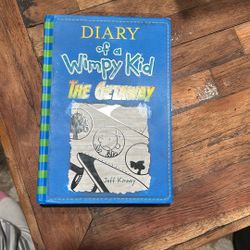 DIARY
of a
Wimpy Kid
THE GETAWAY
Jeff Kinney